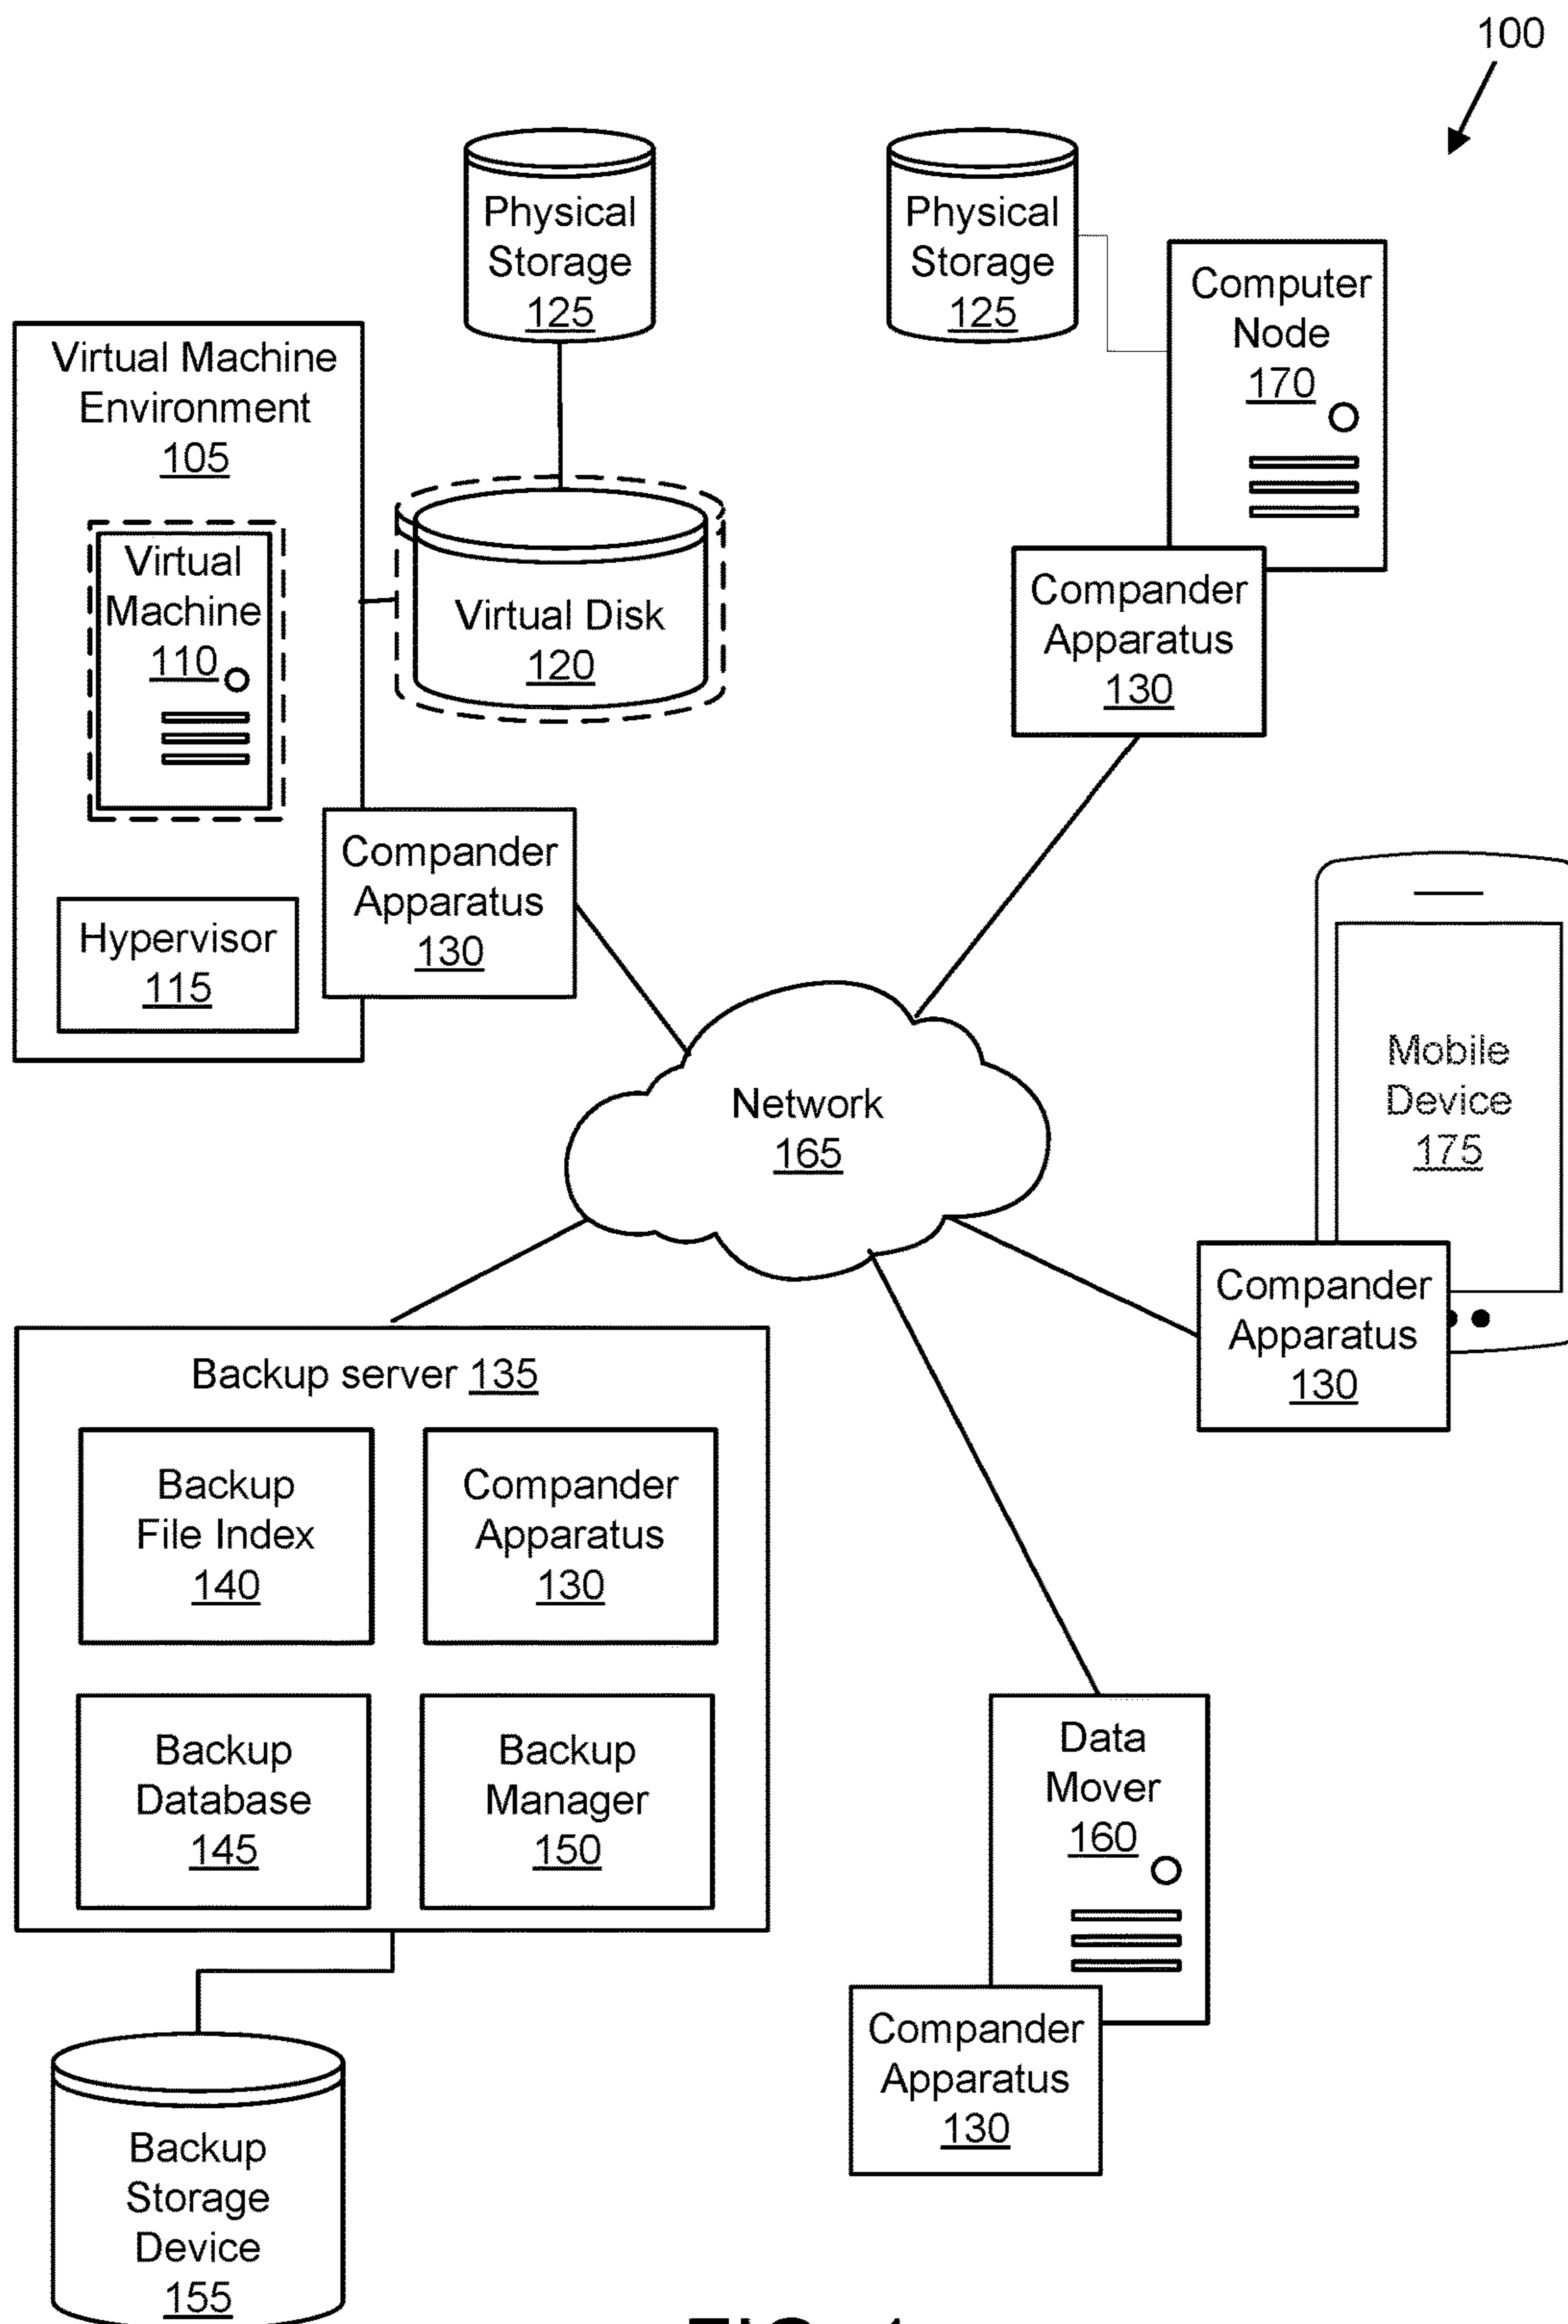 100
Physical
Storage
125
Physical
Storage
125
Computer
Node
170
Virtual Machine
Environment
105
Virtual
Machine
110
Virtual Disk
120
Compander
Apparatus
130
Compander
Apparatus
130
Hypervisor
115
Mobile
Device
175
Network
165
Compander
Apparatus
130
Backup server 135
Backup
File Index
140
Compander
Apparatus
130
Backup
Database
145
Backup
Manager
150
Data
Mover
160
Compander
Apparatus
130
Backup
Storage
Device
155